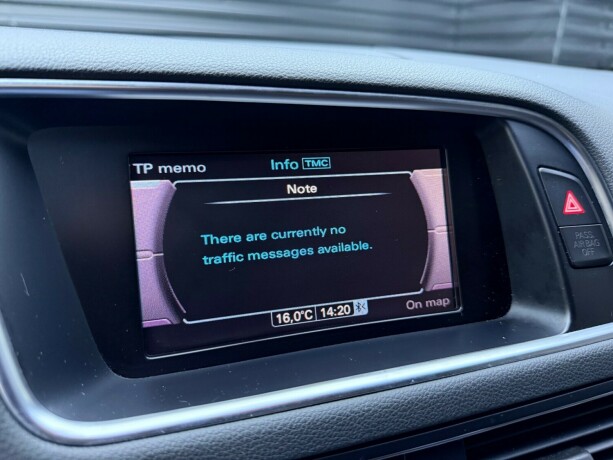 TP memo
Info TMC
Note
There are currently no
traffic messages available.
16,0°C 14:20
On map
PASS
AIR BAG
OFF